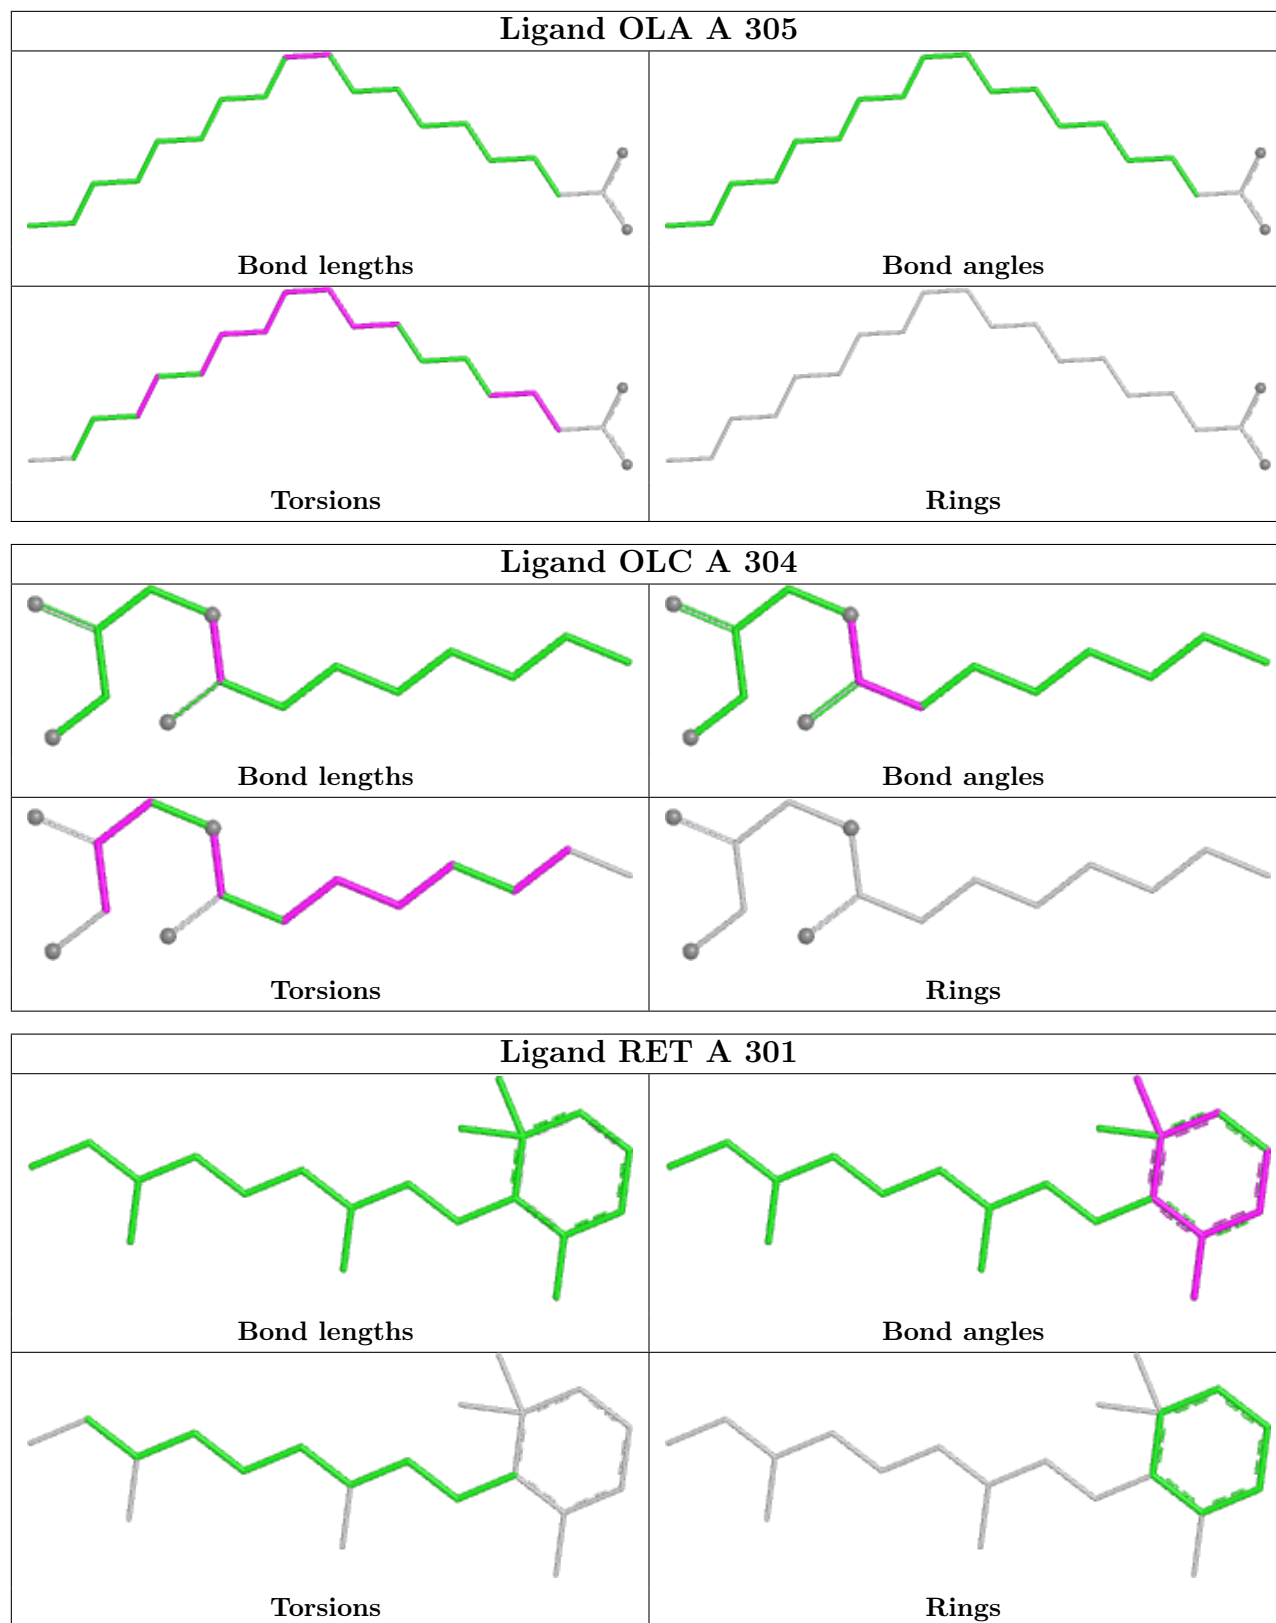 Ligand OLA A 305
Bond lengths
Bond angles
Torsions
Rings
Ligand OLC A 304
Bond lengths
Bond angles
Torsions
Rings
Ligand RET A 301
Bond lengths
Bond angles
Torsions
Rings